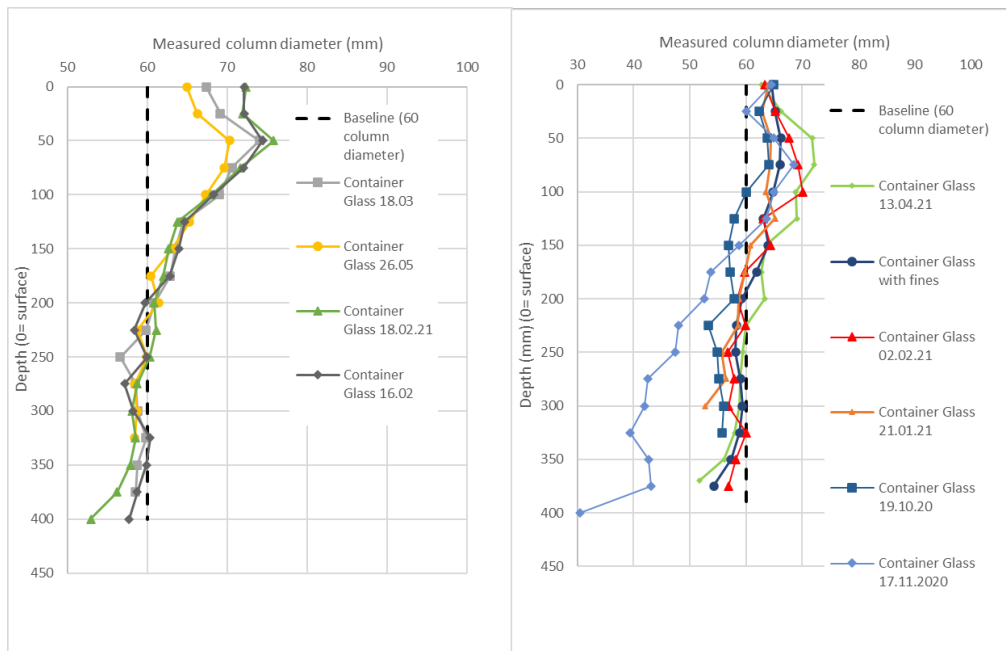 Measured column diameter (mm)
50 60 70 80 90 100
0
50
100
150
200
250
300
350
400
450
Depth (0= surface)
Baseline (60
column
diameter)
Container
Glass 18.03
Container
Glass 26.05
Container
Glass 18.02.21
Container
Glass 16.02
Measured column diameter (mm)
30 40 50 60 70 80 90 100
0
50
100
150
200
250
300
350
400
450
Depth (mm) (0= surface)
Baseline (60
column diameter)
Container Glass
13.04.21
Container Glass
with fines
Container Glass
02.02.21
Container Glass
21.01.21
Container Glass
19.10.20
Container Glass
17.11.2020